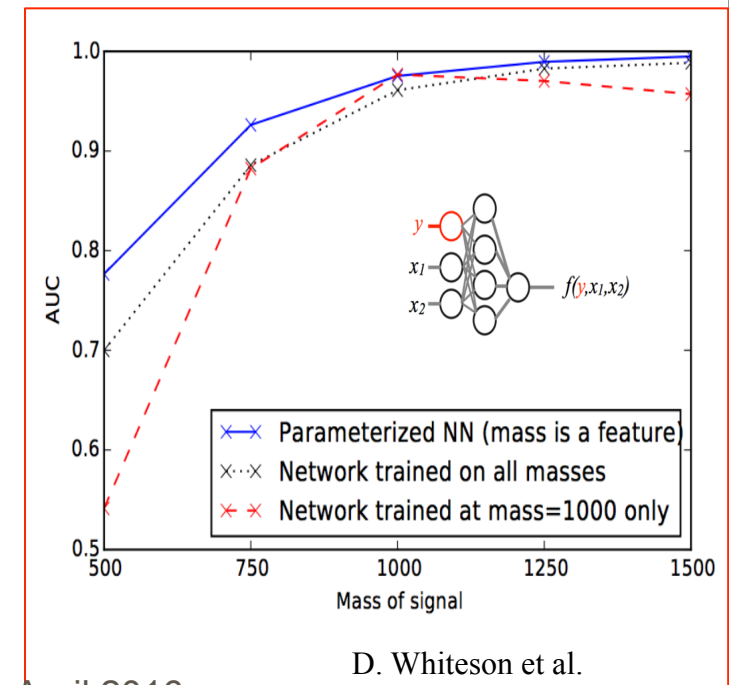 1.0
0.9
0.8
0.7
0.6
0.5
AUC
y
x1
x2
f(y,x1,x2)
Parameterized NN (mass is a feature)
Network trained on all masses
Network trained at mass=1000 only
500 750 1000 1250 1500
Mass of signal
D. Whiteson et al.